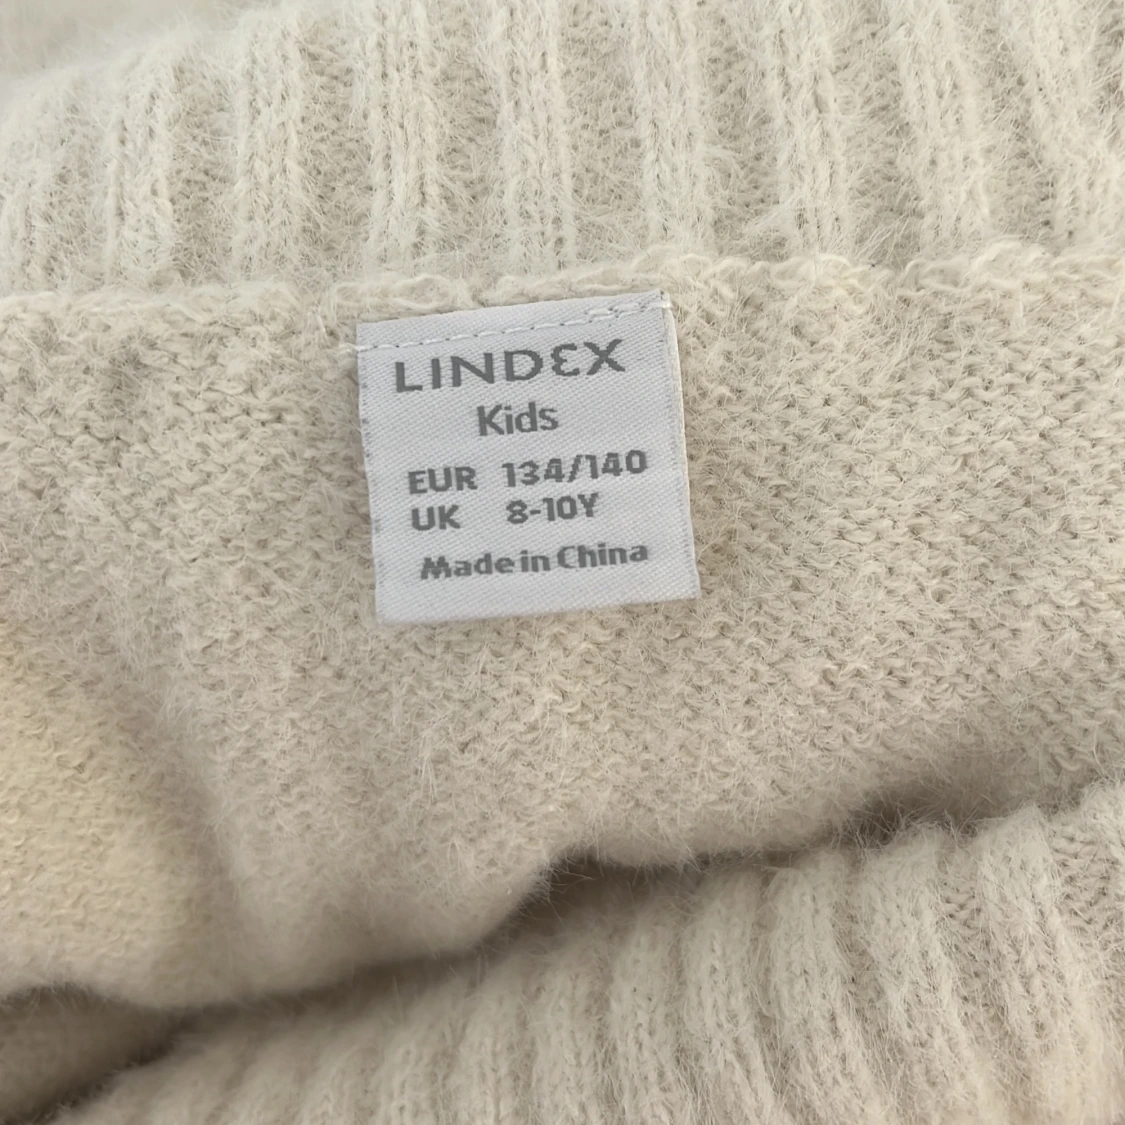 LINDEX
Kids
EUR 134/140
UK 8-10Y
Made in China